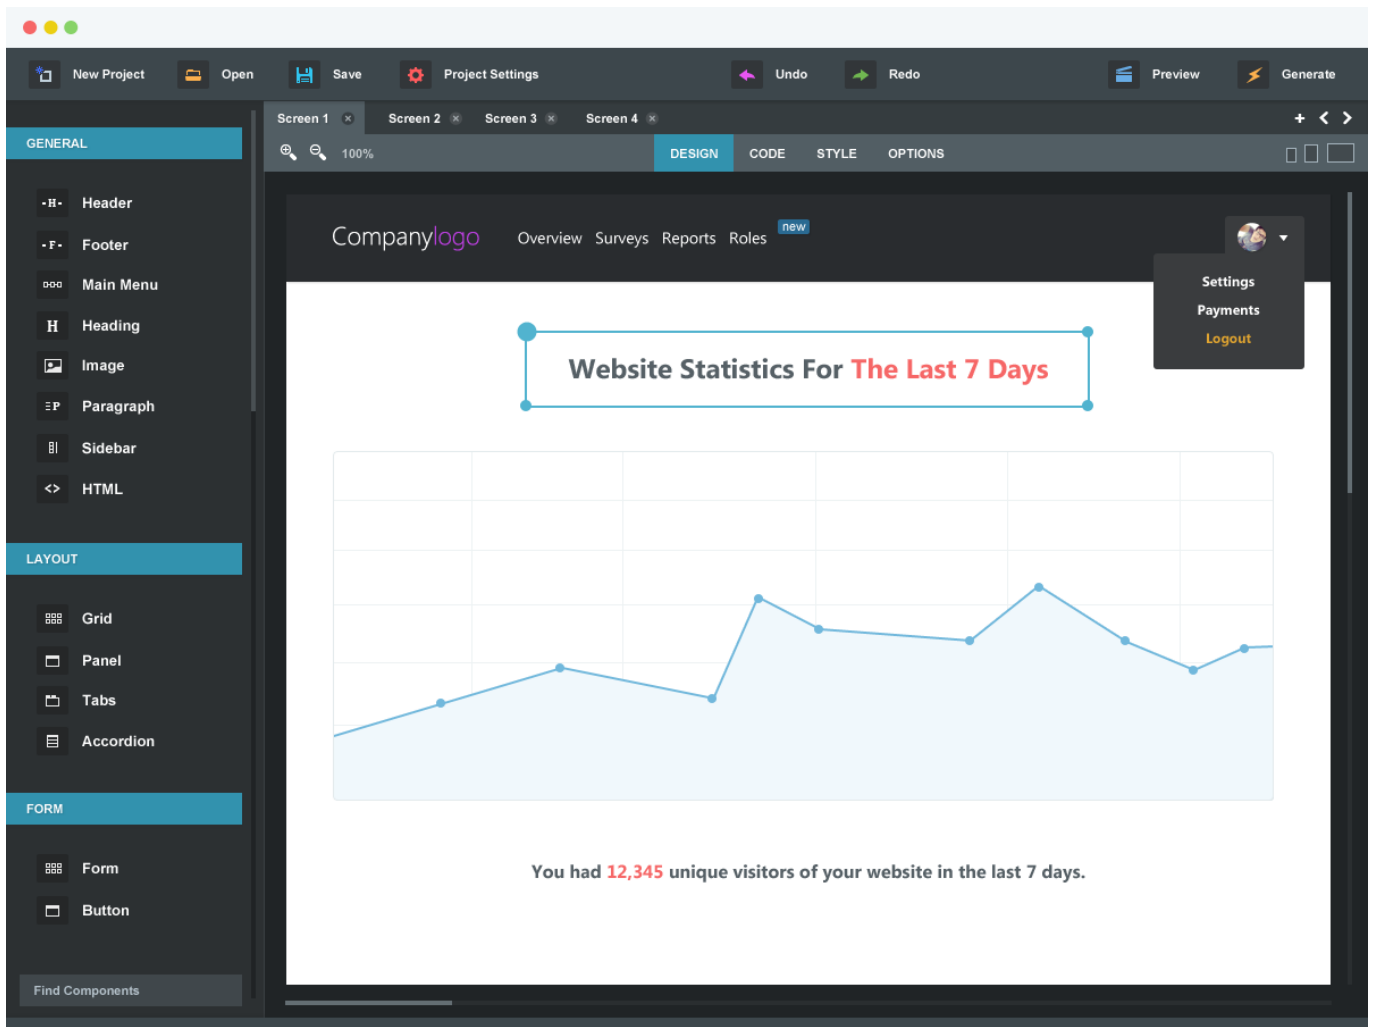 New Project Open Save Project Settings Undo Redo Preview Generate
Screen 1 Screen 2 Screen 3 Screen 4
100% DESIGN CODE STYLE OPTIONS
GENERAL
Header
Footer
Main Menu
Heading
Image
Paragraph
Sidebar
HTML
LAYOUT
Grid
Panel
Tabs
Accordion
FORM
Form
Button
Find Components
Companylogo Overview Surveys Reports Roles new
Settings
Payments
Logout
Website Statistics For The Last 7 Days
You had 12,345 unique visitors of your website in the last 7 days.